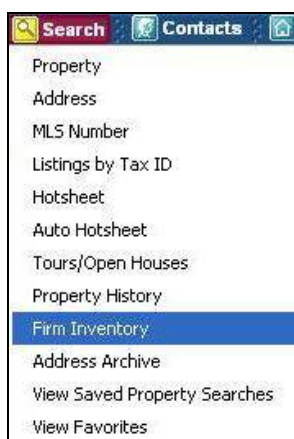 Search Contacts
Property
Address
MLS Number
Listings by Tax ID
Hotsheet
Auto Hotsheet
Tours/Open Houses
Property History
Firm Inventory
Address Archive
View Saved Property Searches
View Favorites